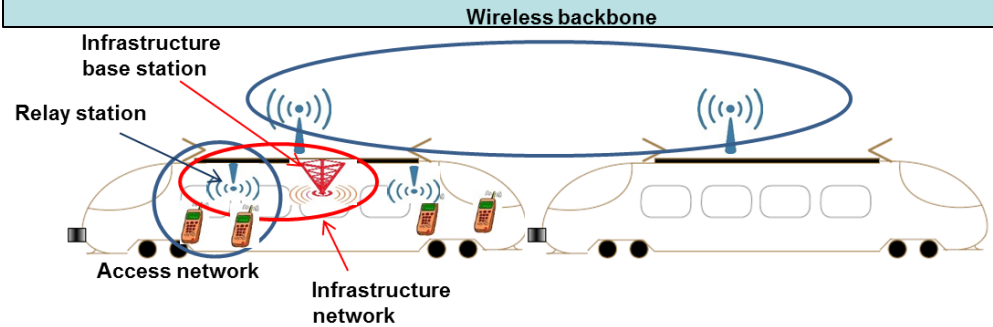 Wireless backbone
Infrastructure
base station
Relay station
Access network
Infrastructure
network